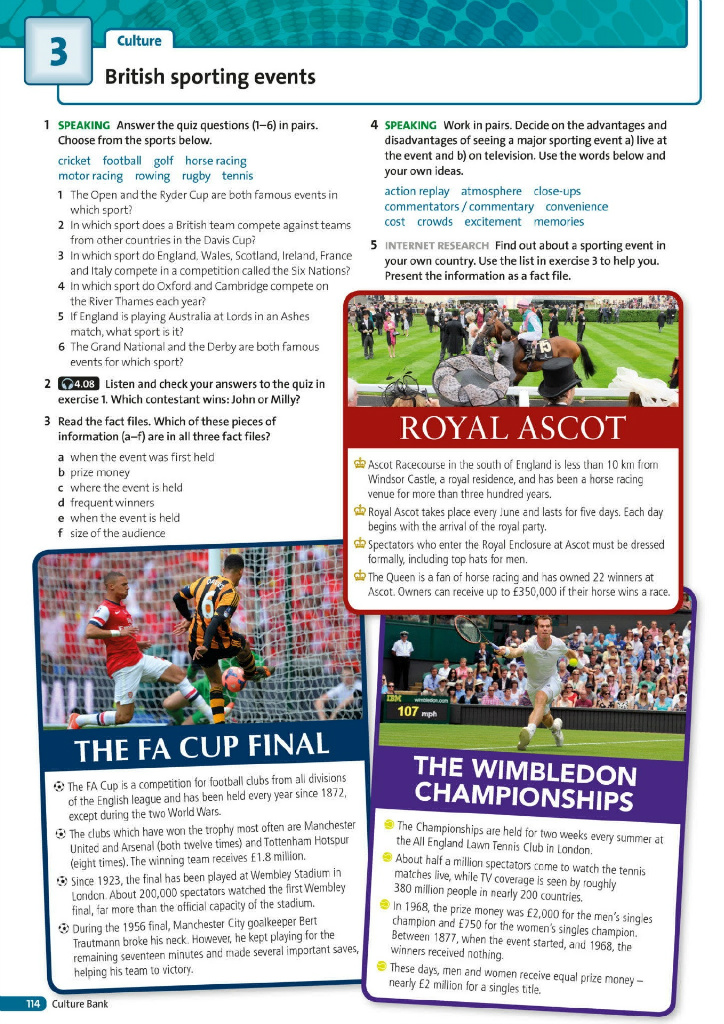 3
Culture
British sporting events
1 SPEAKING Answer the quiz questions (1–6) in pairs.
Choose from the sports below.
cricket football golf horse racing
motor racing rowing rugby tennis
1 The Open and the Ryder Cup are both famous events in
which sport?
2 In which sport does a British team compete against teams
from other countries in the Davis Cup?
3 In which sport do England, Wales, Scotland, Ireland, France
and Italy compete in a competition called the Six Nations?
4 In which sport do Oxford and Cambridge compete on
the River Thames each year?
5 If England is playing Australia at Lords in an Ashes
match, what sport is it?
6 The Grand National and the Derby are both famous
events for which sport?
2 4.08 Listen and check your answers to the quiz in
exercise 1. Which contestant wins: John or Milly?
3 Read the fact files. Which of these pieces of
information (a–f) are in all three fact files?
a when the event was first held
b prize money
c where the event is held
d frequent winners
e when the event is held
f size of the audience
4 SPEAKING Work in pairs. Decide on the advantages and
disadvantages of seeing a major sporting event a) live at
the event and b) on television. Use the words below and
your own ideas.
action replay atmosphere close-ups
commentators / commentary convenience
cost crowds excitement memories
5 INTERNET RESEARCH Find out about a sporting event in
your own country. Use the list in exercise 3 to help you.
Present the information as a fact file.
15
ROYAL ASCOT
Ascot Racecourse in the south of England is less than 10 km from
Windsor Castle, a royal residence, and has been a horse racing
venue for more than three hundred years.
Royal Ascot takes place every June and lasts for five days. Each day
begins with the arrival of the royal party.
Spectators who enter the Royal Enclosure at Ascot must be dressed
formally, including top hats for men.
The Queen is a fan of horse racing and has owned 22 winners at
Ascot. Owners can receive up to £350,000 if their horse wins a race.
6
THE FA CUP FINAL
The FA Cup is a competition for football clubs from all divisions
of the English league and has been held every year since 1872,
except during the two World Wars.
The clubs which have won the trophy most often are Manchester
United and Arsenal (both twelve times) and Tottenham Hotspur
(eight times). The winning team receives £1.8 million.
Since 1923, the final has been played at Wembley Stadium in
London. About 200,000 spectators watched the first Wembley
final, far more than the official capacity of the stadium.
During the 1956 final, Manchester City goalkeeper Bert
Trautmann broke his neck. However, he kept playing for the
remaining seventeen minutes and made several important saves,
helping his team to victory.
IBM wimbledon.com
107 mph
THE WIMBLEDON
CHAMPIONSHIPS
The Championships are held for two weeks every summer at
the All England Lawn Tennis Club in London.
About half a million spectators come to watch the tennis
matches live, while TV coverage is seen by roughly
380 million people in nearly 200 countries.
In 1968, the prize money was £2,000 for the men's singles
champion and £750 for the women's singles champion.
Between 1877, when the event started, and 1968, the
winners received nothing.
These days, men and women receive equal prize money –
nearly £2 million for a singles title.
114 Culture Bank